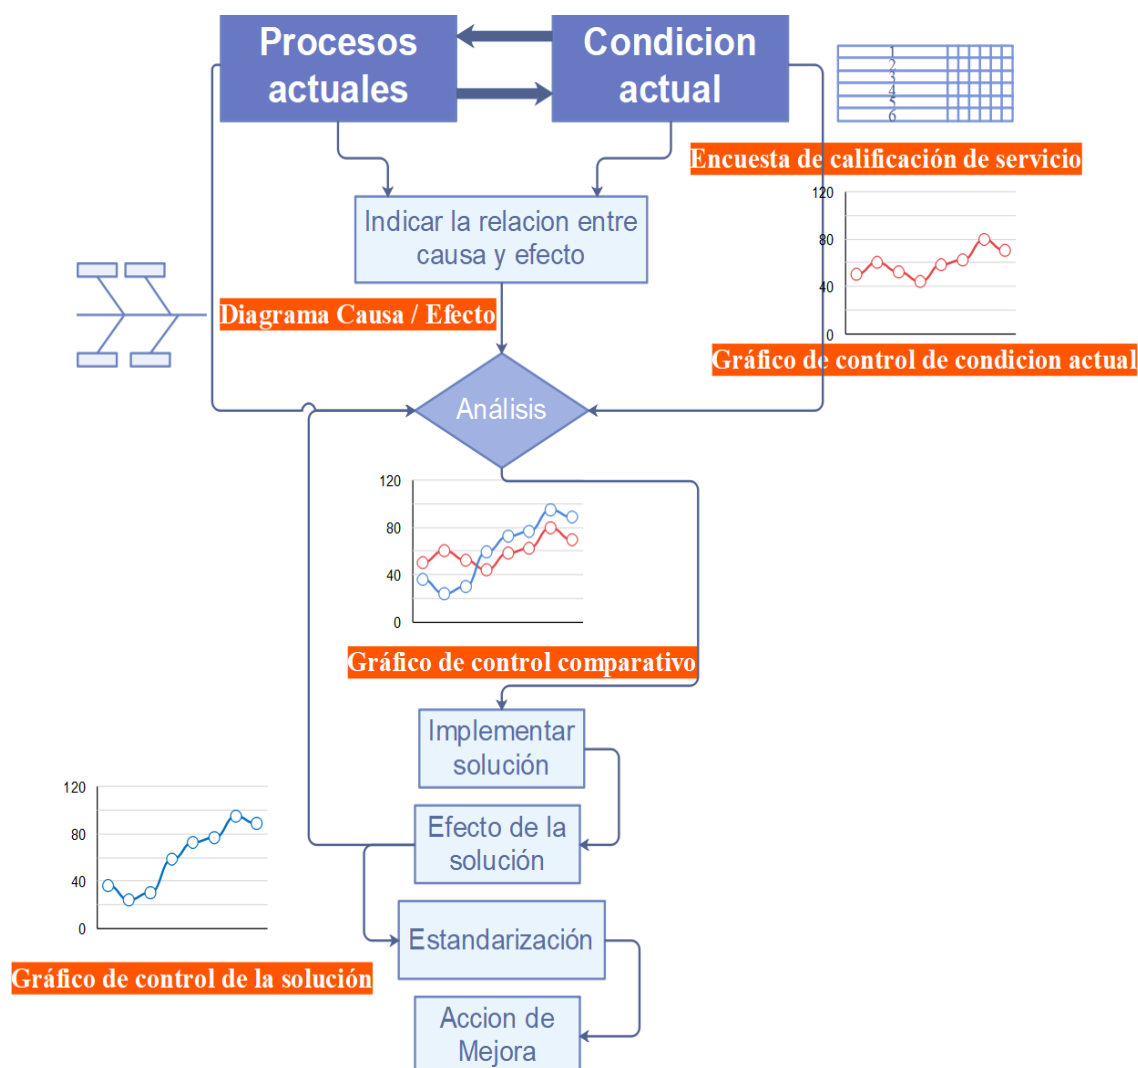 Procesos
actuales
Condicion
actual
1
2
3
4
5
6
Encuesta de calificación de servicio
Indicar la relacion entre
causa y efecto
120
80
40
0
Gráfico de control de condicion actual
Diagrama Causa / Efecto
Análisis
120
80
40
0
Gráfico de control comparativo
Implementar
solución
Efecto de la
solución
120
80
40
0
Gráfico de control de la solución
Estandarización
Accion de
Mejora